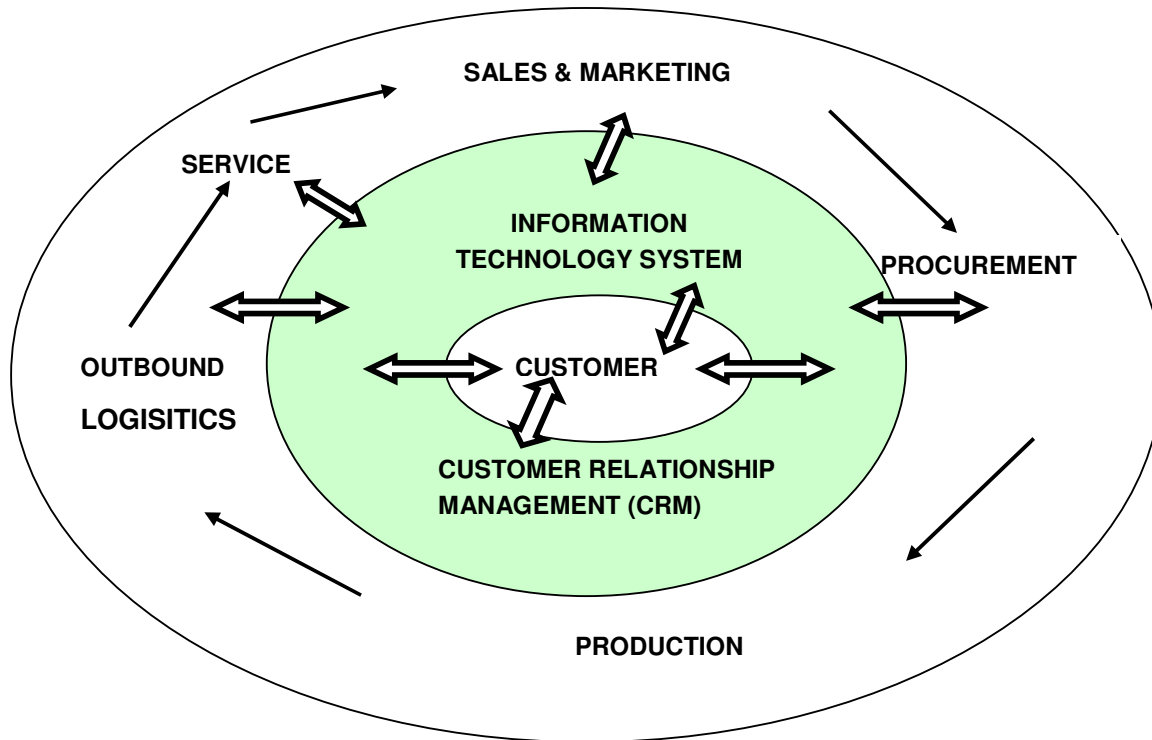 SALES & MARKETING
SERVICE
INFORMATION
TECHNOLOGY SYSTEM
PROCUREMENT
CUSTOMER
OUTBOUND
LOGISITICS
CUSTOMER RELATIONSHIP
MANAGEMENT (CRM)
PRODUCTION